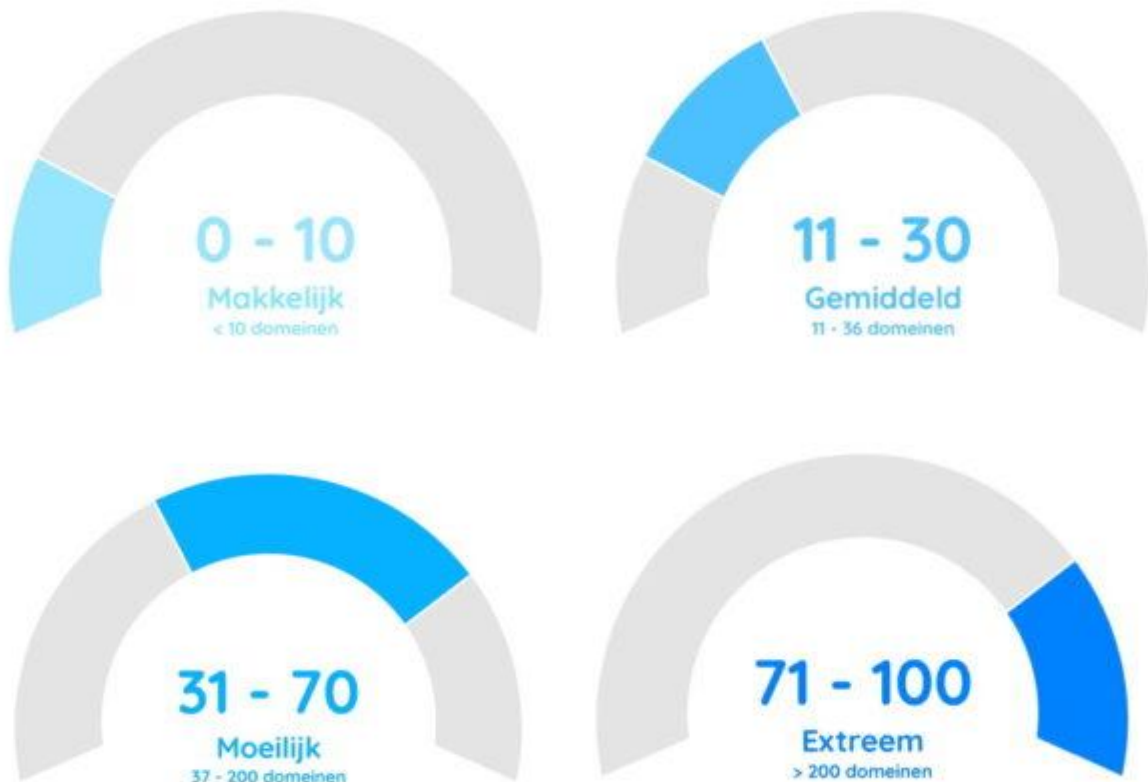 0 - 10
Makkelijk
< 10 domeinen
11 - 30
Gemiddeld
11 - 36 domeinen
31 - 70
Moeilijk
37 - 200 domeinen
71 - 100
Extreem
> 200 domeinen